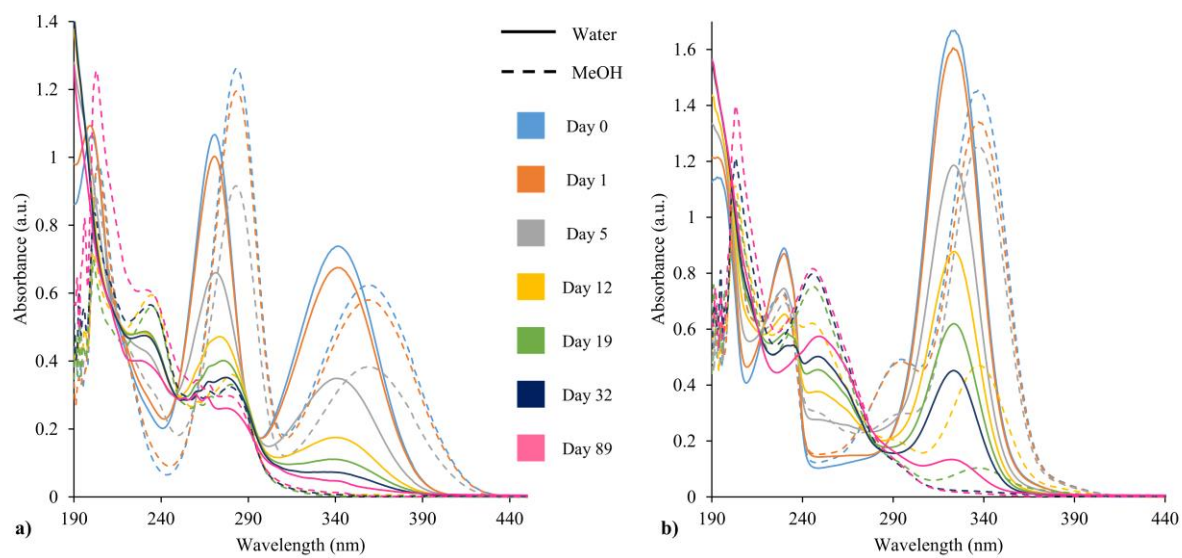 1.4
1.2
1
0.8
0.6
0.4
0.2
0
Absorbance (a.u.)
190 240 290 340 390 440
Wavelength (nm)
a)
Water
MeOH
Day 0
Day 1
Day 5
Day 12
Day 19
Day 32
Day 89
1.6
1.4
1.2
1
0.8
0.6
0.4
0.2
0
Absorbance (a.u.)
190 240 290 340 390 440
Wavelength (nm)
b)